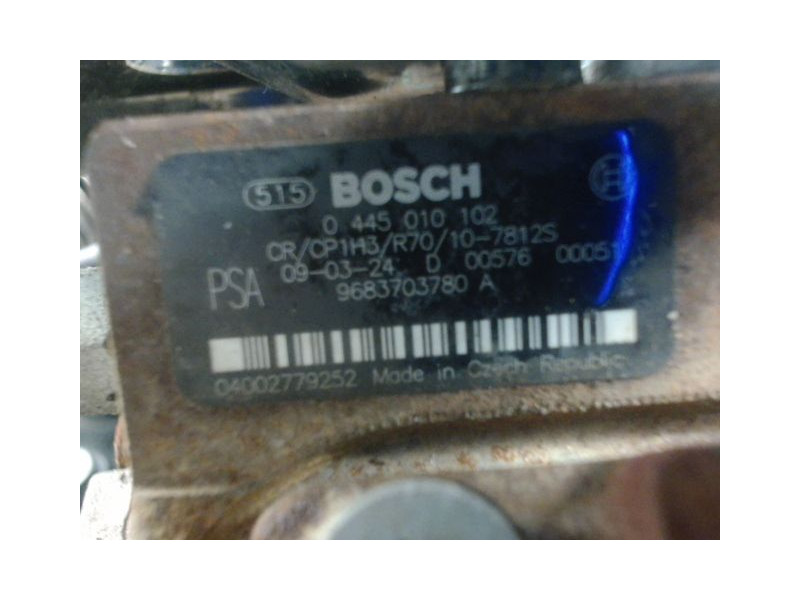 515 BOSCH
0 445 010 102
CR/CP1H3/R70/10-7812S
PSA 09-03-24 D 00576 00051
9683703780 A
04002779252 Made in Czech Republic